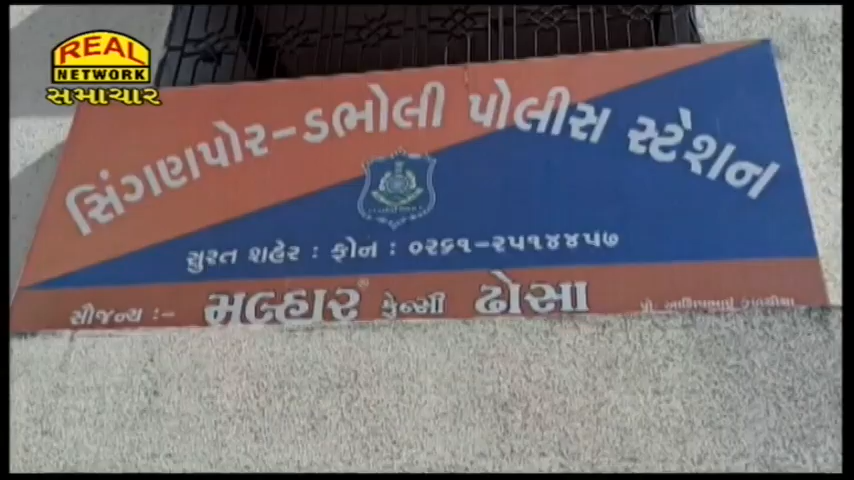 REAL
NETWORK
સમાચાર
સિંગણપોર-ડભોલી પોલીસ સ્ટેશન
સુરત શહેર : ફોન : ૦૨૬૧-૨૫૧૪૪૫૭
સૌજન્ય :- મલ્હાર® ફેન્સી ઢોસા પ્રો.